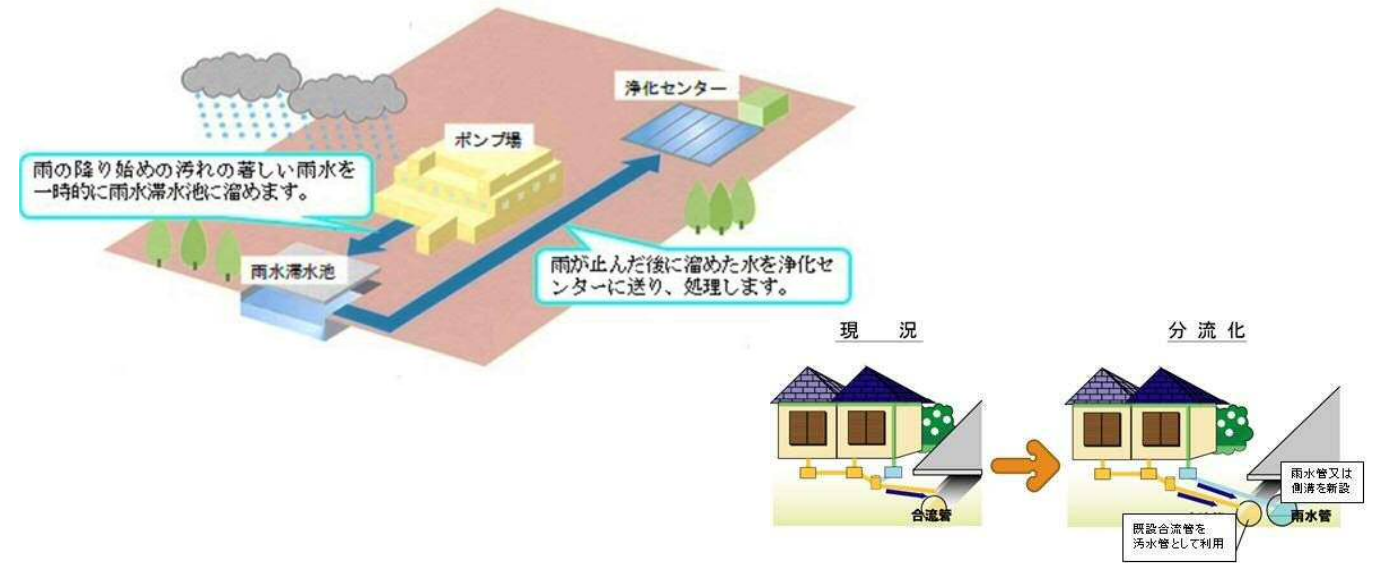 浄化センター
ポンプ場
雨の降り始めの汚れの著しい雨水を
一時的に雨水滞水池に溜めます。
雨水滞水池
雨が止んだ後に溜めた水を浄化セ
ンターに送り、処理します。
現 況
分 流 化
合流管
雨水管又は
側溝を新設
雨水管
既設合流管を
汚水管として利用